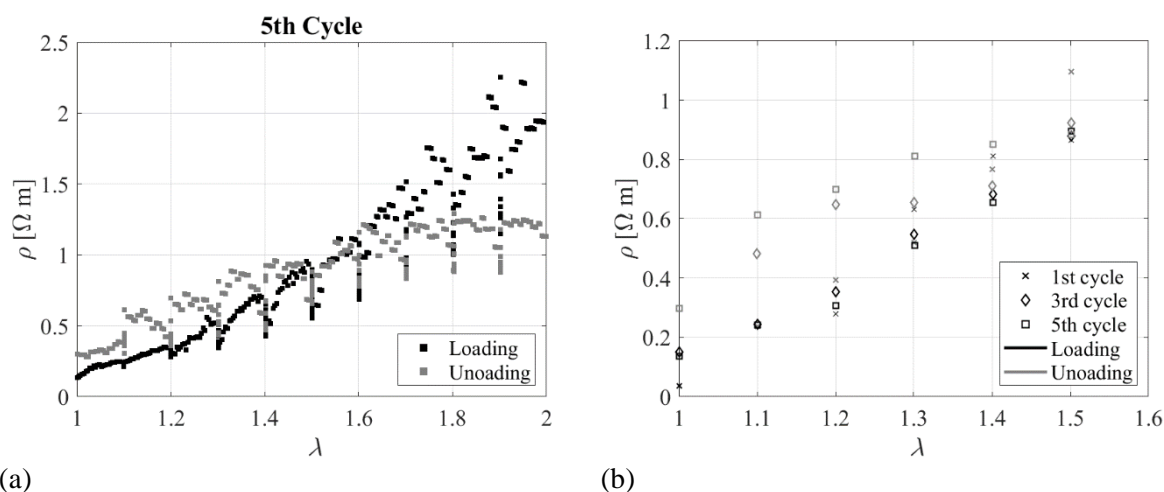 5th Cycle
2.5
2
1.5
1
0.5
0
ρ [Ω m]
Loading
Unoading
1
1.2
1.4
1.6
1.8
2
λ
(a)
1.2
1
0.8
0.6
0.4
0.2
0
ρ [Ω m]
1st cycle
3rd cycle
5th cycle
Loading
Unoading
1
1.1
1.2
1.3
1.4
1.5
1.6
λ
(b)